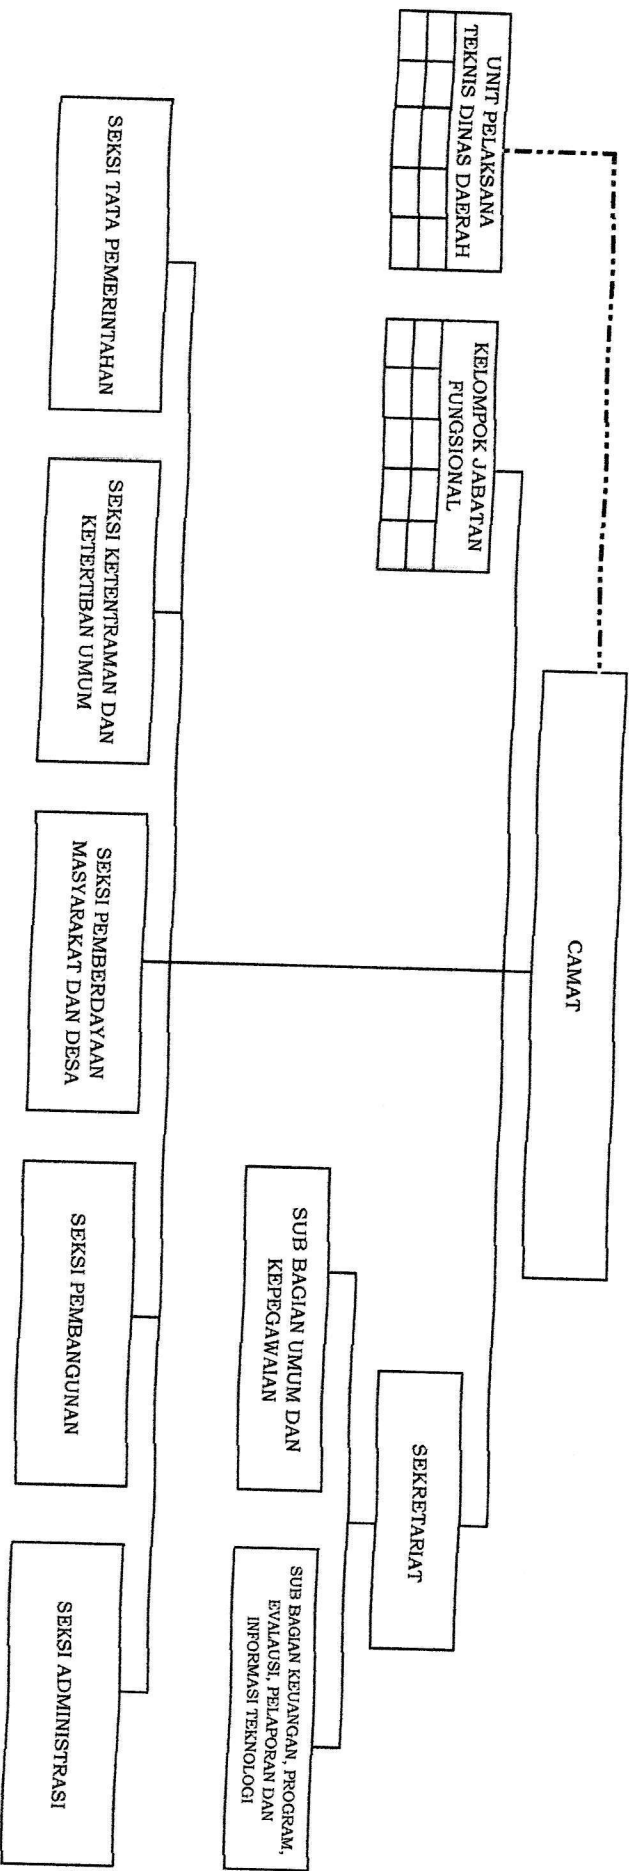 CAMAT
UNIT PELAKSANA
TEKNIS DINAS DAERAH
KELOMPOK JABATAN
FUNGSIONAL
SEKRETARIAT
SUB BAGIAN UMUM DAN
KEPEGAWAIAN
SUB BAGIAN KEUANGAN, PROGRAM,
EVALAUSI, PELAPORAN DAN
INFORMASI TEKNOLOGI
SEKSI TATA PEMERINTAHAN
SEKSI KETENTRAMAN DAN
KETERTIBAN UMUM
SEKSI PEMBERDAYAAN
MASYARAKAT DAN DESA
SEKSI PEMBANGUNAN
SEKSI ADMINISTRASI